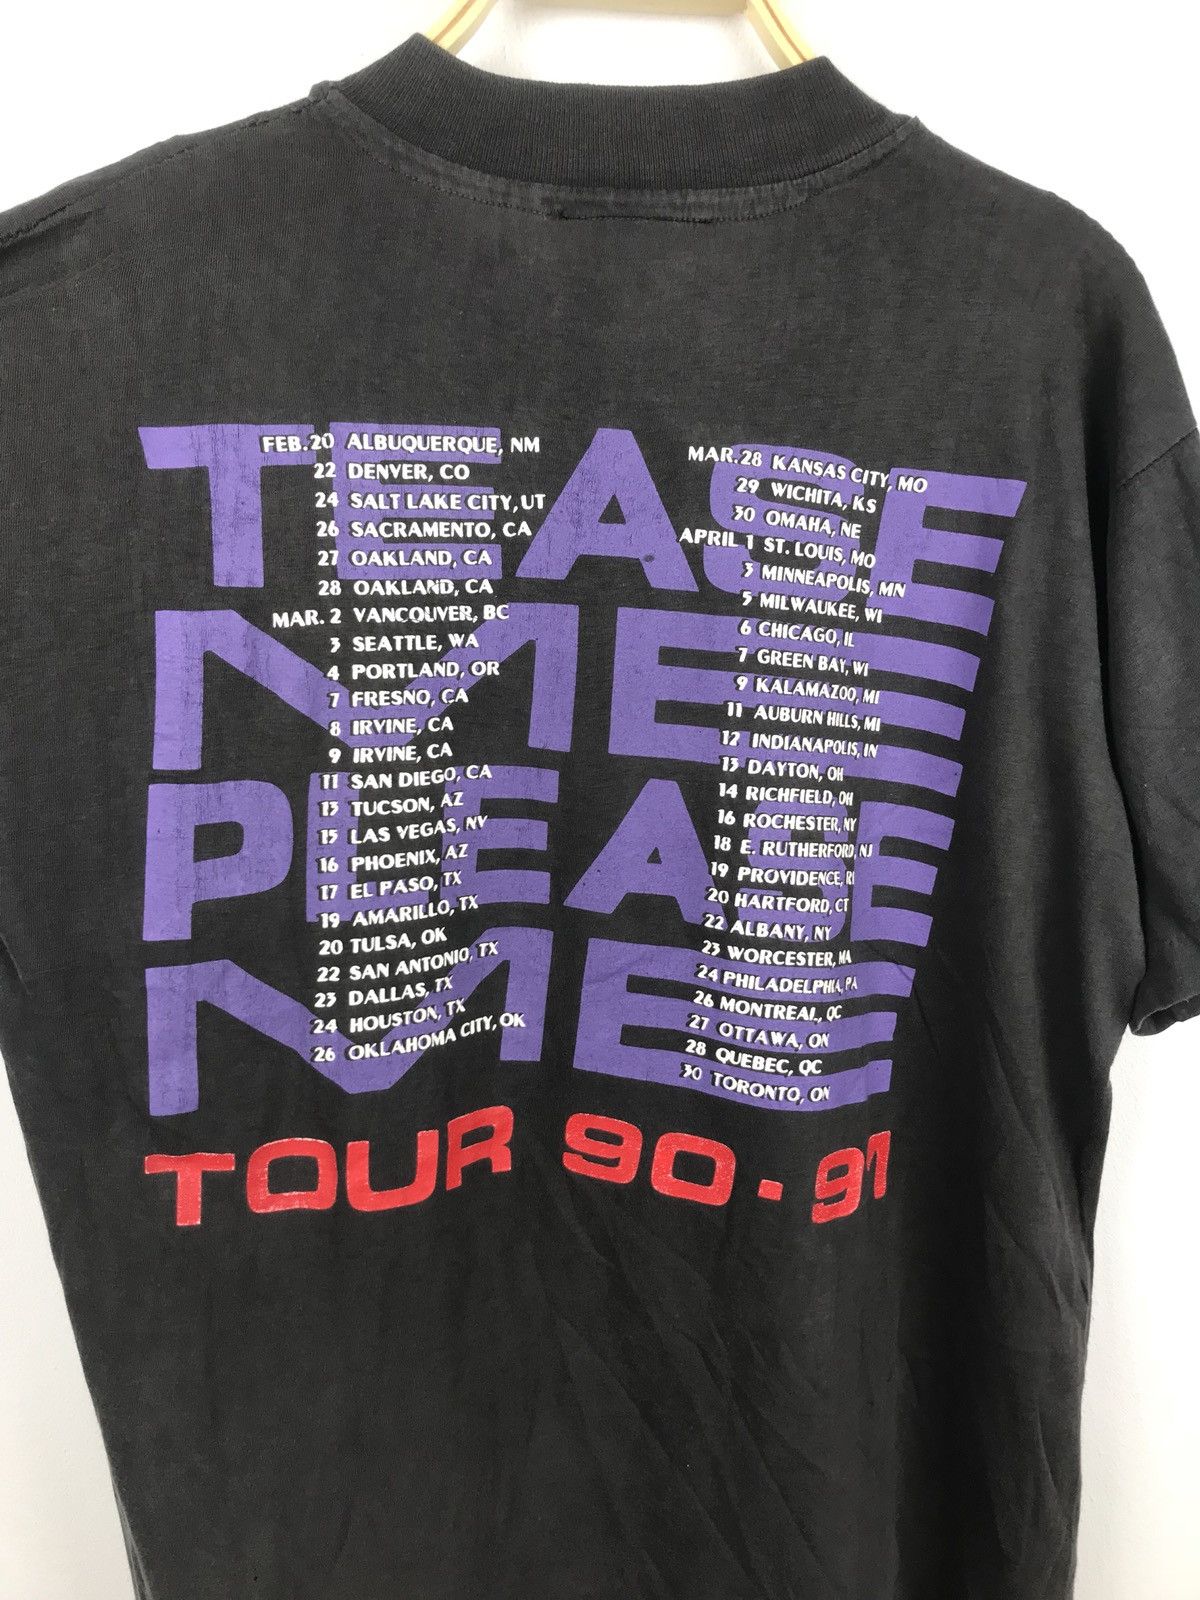 TEASE
ME
PLEASE
ME
FEB. 20 ALBUQUERQUE, NM
22 DENVER, CO
24 SALT LAKE CITY, UT
26 SACRAMENTO, CA
27 OAKLAND, CA
28 OAKLAND, CA
MAR. 2 VANCOUVER, BC
3 SEATTLE, WA
4 PORTLAND, OR
7 FRESNO, CA
8 IRVINE, CA
9 IRVINE, CA
11 SAN DIEGO, CA
13 TUCSON, AZ
15 LAS VEGAS, NV
16 PHOENIX, AZ
17 EL PASO, TX
19 AMARILLO, TX
20 TULSA, OK
22 SAN ANTONIO, TX
23 DALLAS, TX
24 HOUSTON, TX
26 OKLAHOMA CITY, OK
MAR. 28 KANSAS CITY, MO
29 WICHITA, KS
30 OMAHA, NE
APRIL 1 ST. LOUIS, MO
3 MINNEAPOLIS, MN
5 MILWAUKEE, WI
6 CHICAGO, IL
7 GREEN BAY, WI
9 KALAMAZOO, MI
11 AUBURN HILLS, MI
12 INDIANAPOLIS, IN
13 DAYTON, OH
14 RICHFIELD, OH
16 ROCHESTER, NY
18 E. RUTHERFORD, NJ
19 PROVIDENCE, RI
20 HARTFORD, CT
22 ALBANY, NY
23 WORCESTER, MA
24 PHILADELPHIA, PA
26 MONTREAL, QC
27 OTTAWA, ON
28 QUEBEC, QC
30 TORONTO, ON
TOUR 90-91